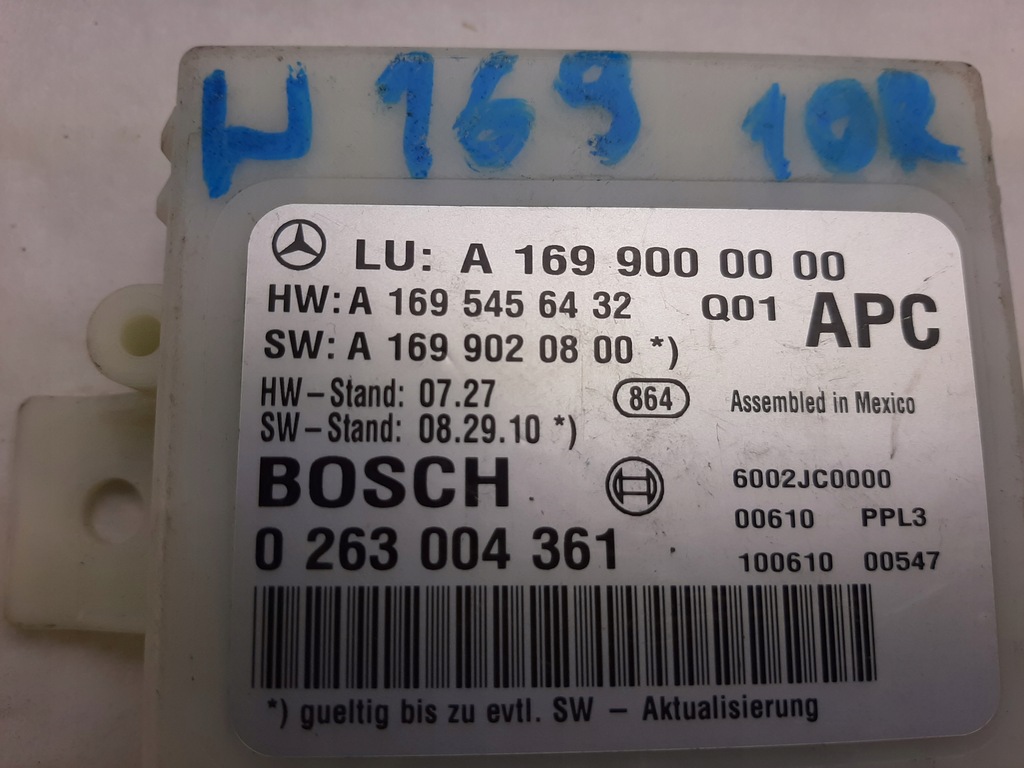 W 169 10R
LU: A 169 900 00 00
HW: A 169 545 64 32 Q01 APC
SW: A 169 902 08 00 *)
HW – Stand: 07.27 864 Assembled in Mexico
SW – Stand: 08.29.10 *)
BOSCH 6002JC0000
00610 PPL3
0 263 004 361 100610 00547
*) gueltig bis zu evtl. SW – Aktualisierung